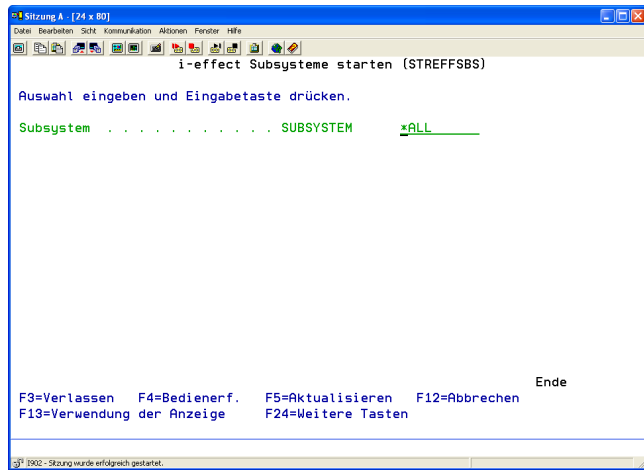 Sitzung A - [24 x 80]
Datei Bearbeiten Sicht Kommunikation Aktionen Fenster Hilfe
i-effect Subsysteme starten (STREFFSBS)
Auswahl eingeben und Eingabetaste drücken.
Subsystem . . . . . . . . . . . SUBSYSTEM *ALL
Ende
F3=Verlassen F4=Bedienerf. F5=Aktualisieren F12=Abbrechen
F13=Verwendung der Anzeige F24=Weitere Tasten
I902 - Sitzung wurde erfolgreich gestartet.